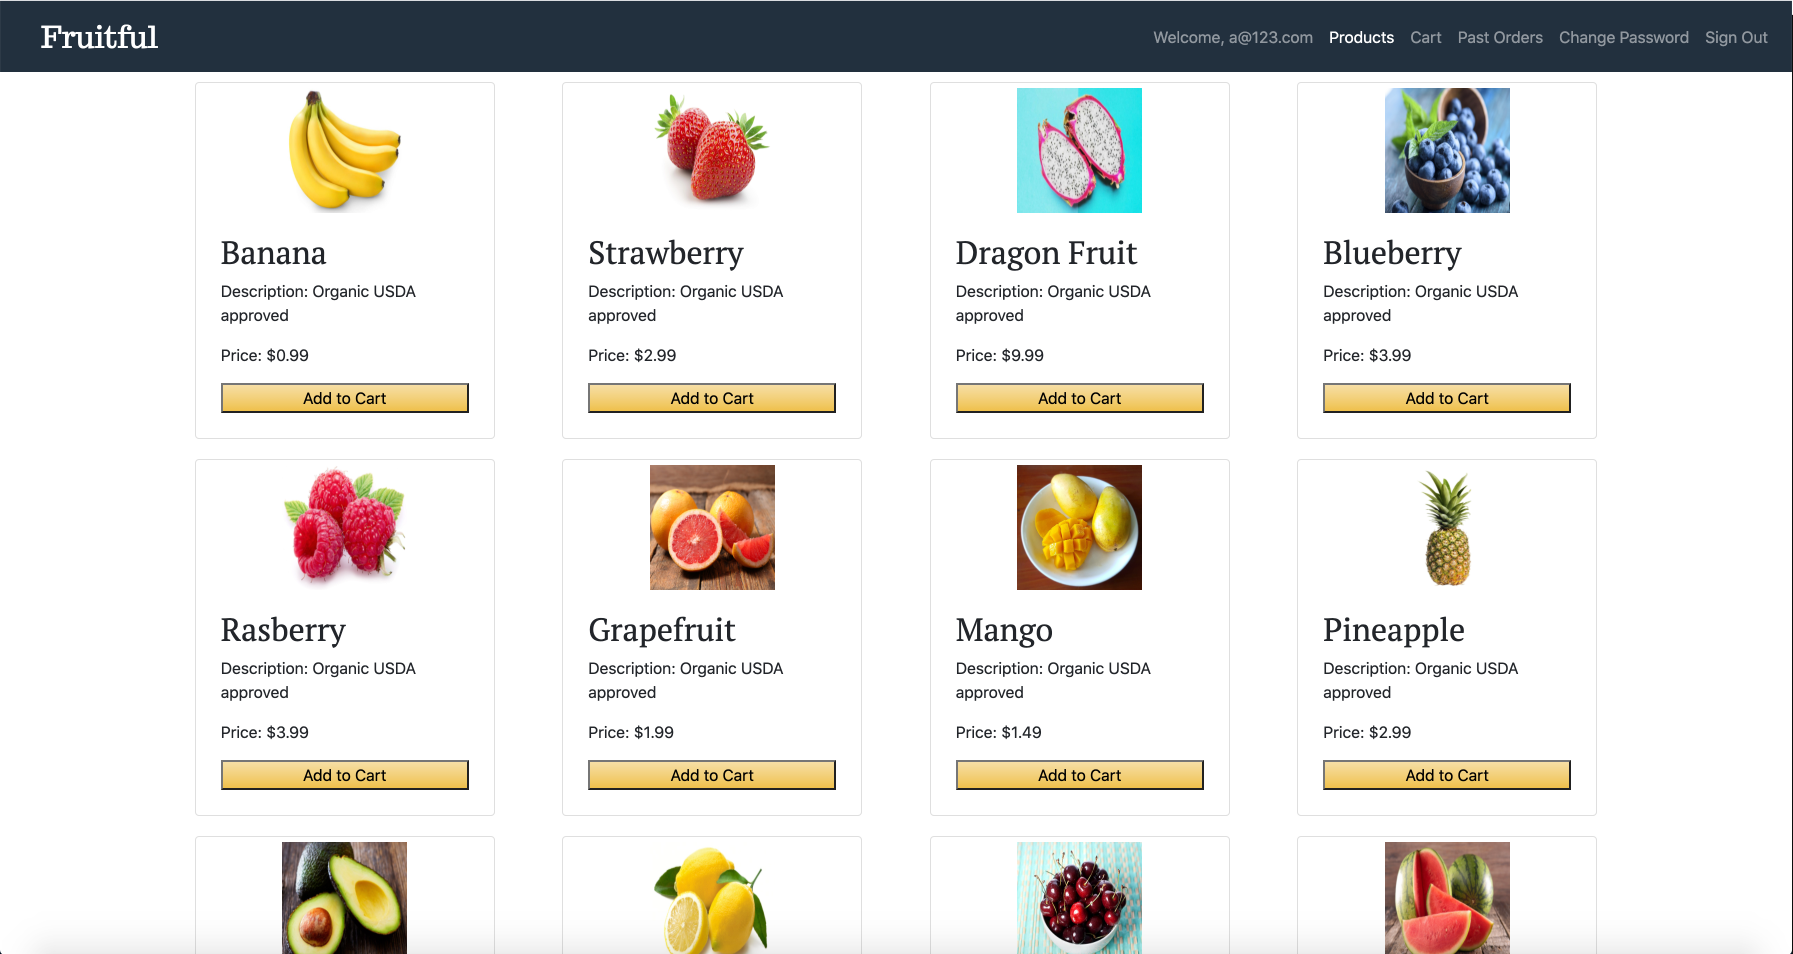 Fruitful
Welcome, a@123.com Products Cart Past Orders Change Password Sign Out
Banana
Description: Organic USDA
approved
Price: $0.99
Add to Cart
Strawberry
Description: Organic USDA
approved
Price: $2.99
Add to Cart
Dragon Fruit
Description: Organic USDA
approved
Price: $9.99
Add to Cart
Blueberry
Description: Organic USDA
approved
Price: $3.99
Add to Cart
Rasberry
Description: Organic USDA
approved
Price: $3.99
Add to Cart
Grapefruit
Description: Organic USDA
approved
Price: $1.99
Add to Cart
Mango
Description: Organic USDA
approved
Price: $1.49
Add to Cart
Pineapple
Description: Organic USDA
approved
Price: $2.99
Add to Cart